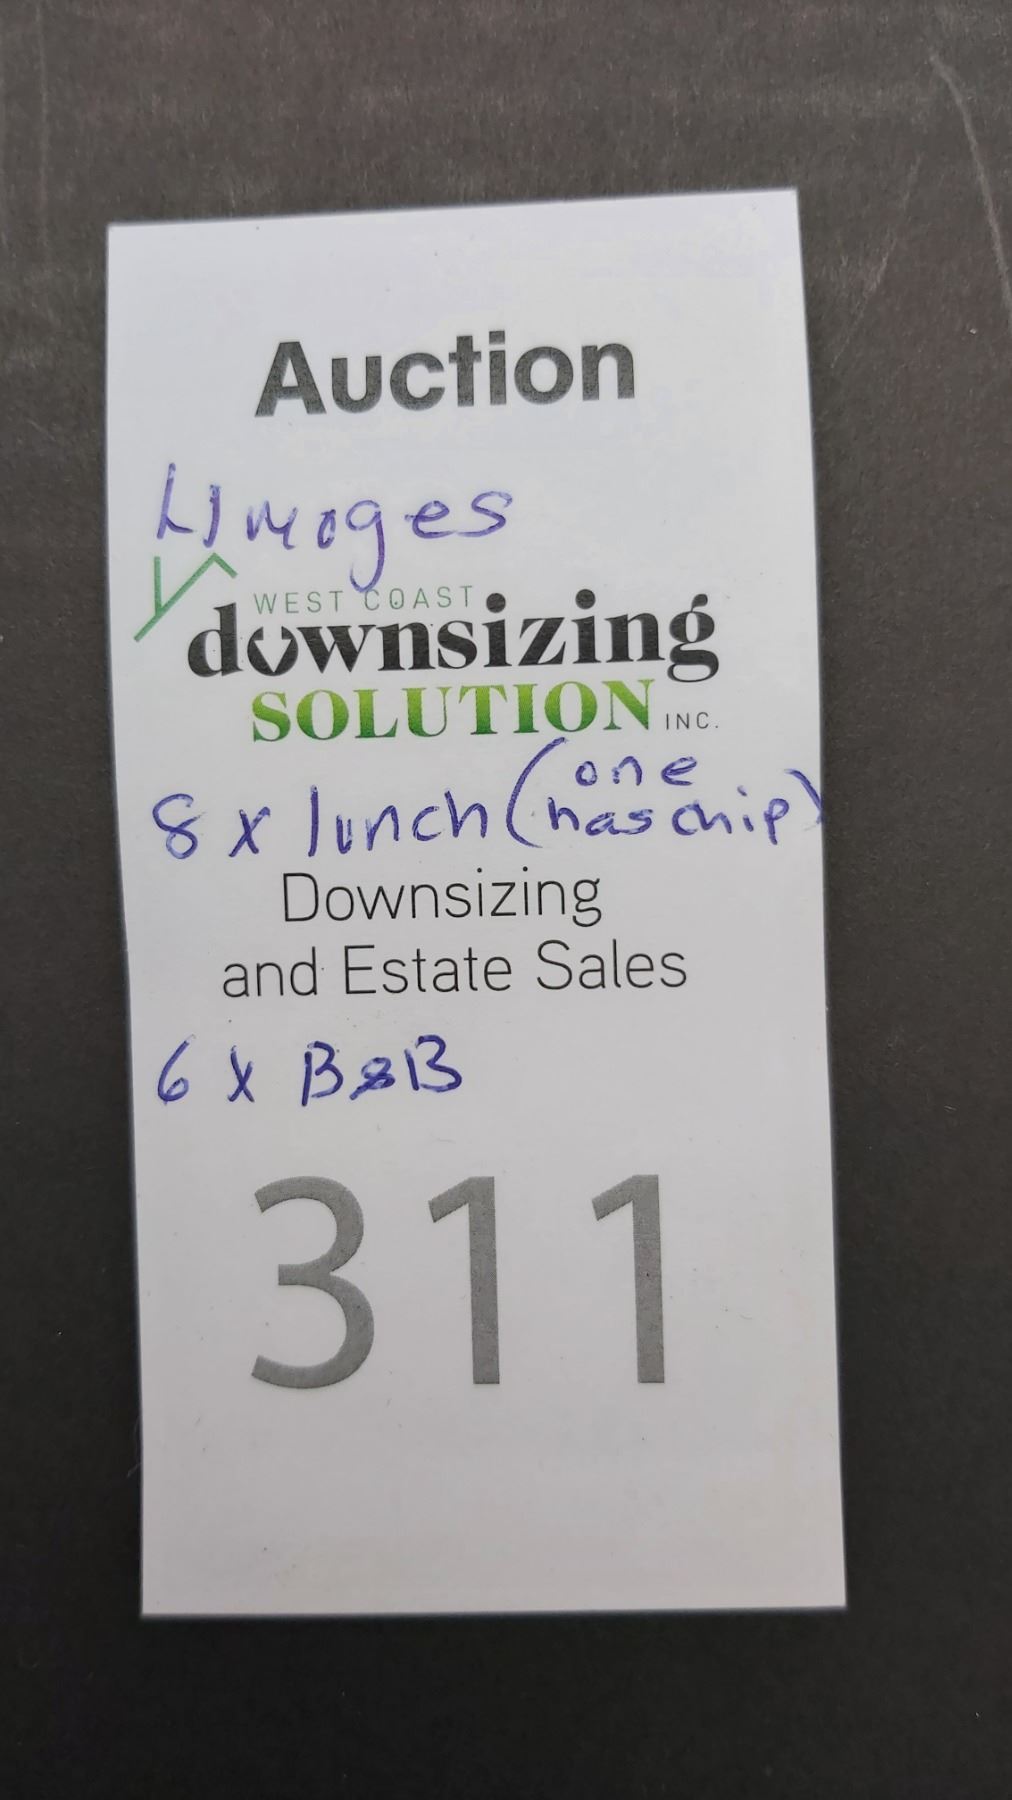 Auction
Limoges
WEST COAST
downsizing
SOLUTION INC.
8 x lunch (one has chip)
Downsizing
and Estate Sales
6 x B&B
311